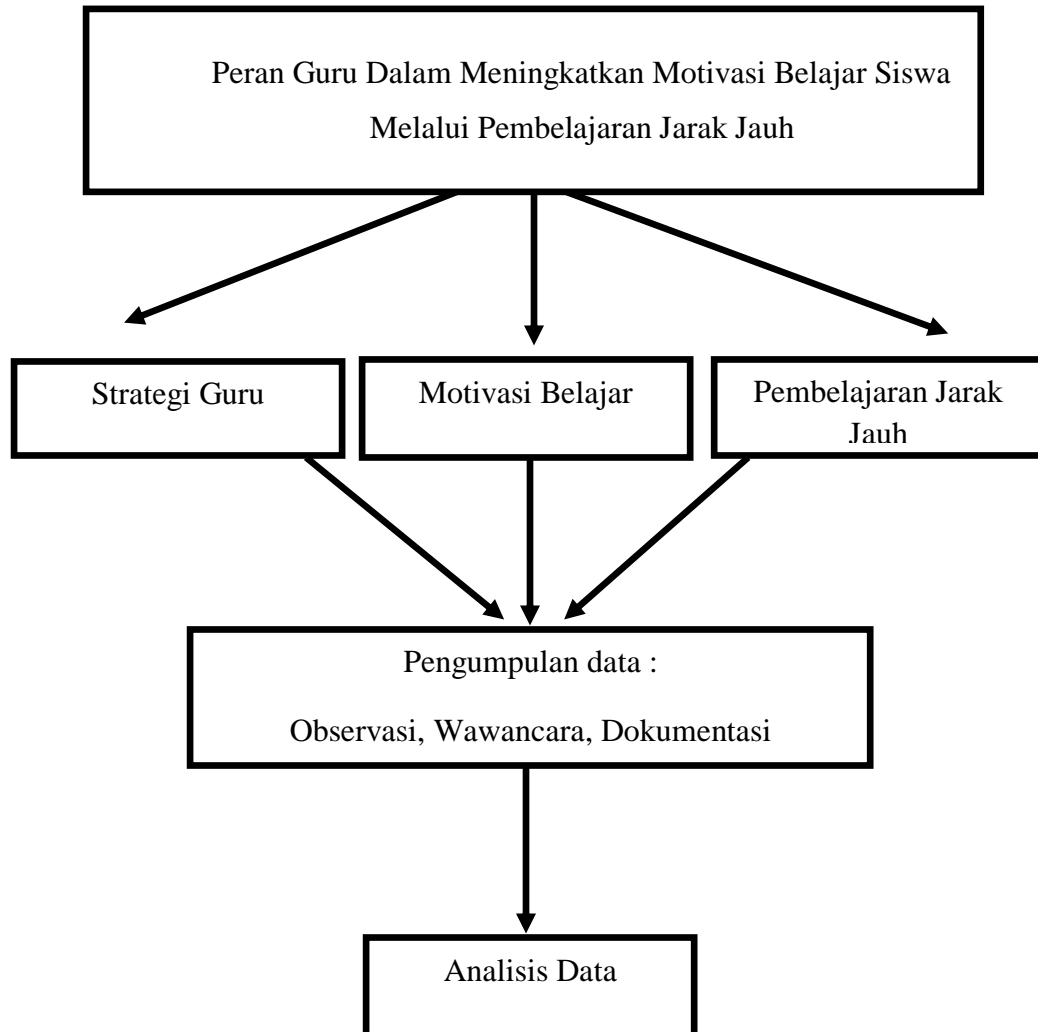 Peran Guru Dalam Meningkatkan Motivasi Belajar Siswa
Melalui Pembelajaran Jarak Jauh
Strategi Guru
Motivasi Belajar
Pembelajaran Jarak
Jauh
Pengumpulan data :
Observasi, Wawancara, Dokumentasi
Analisis Data